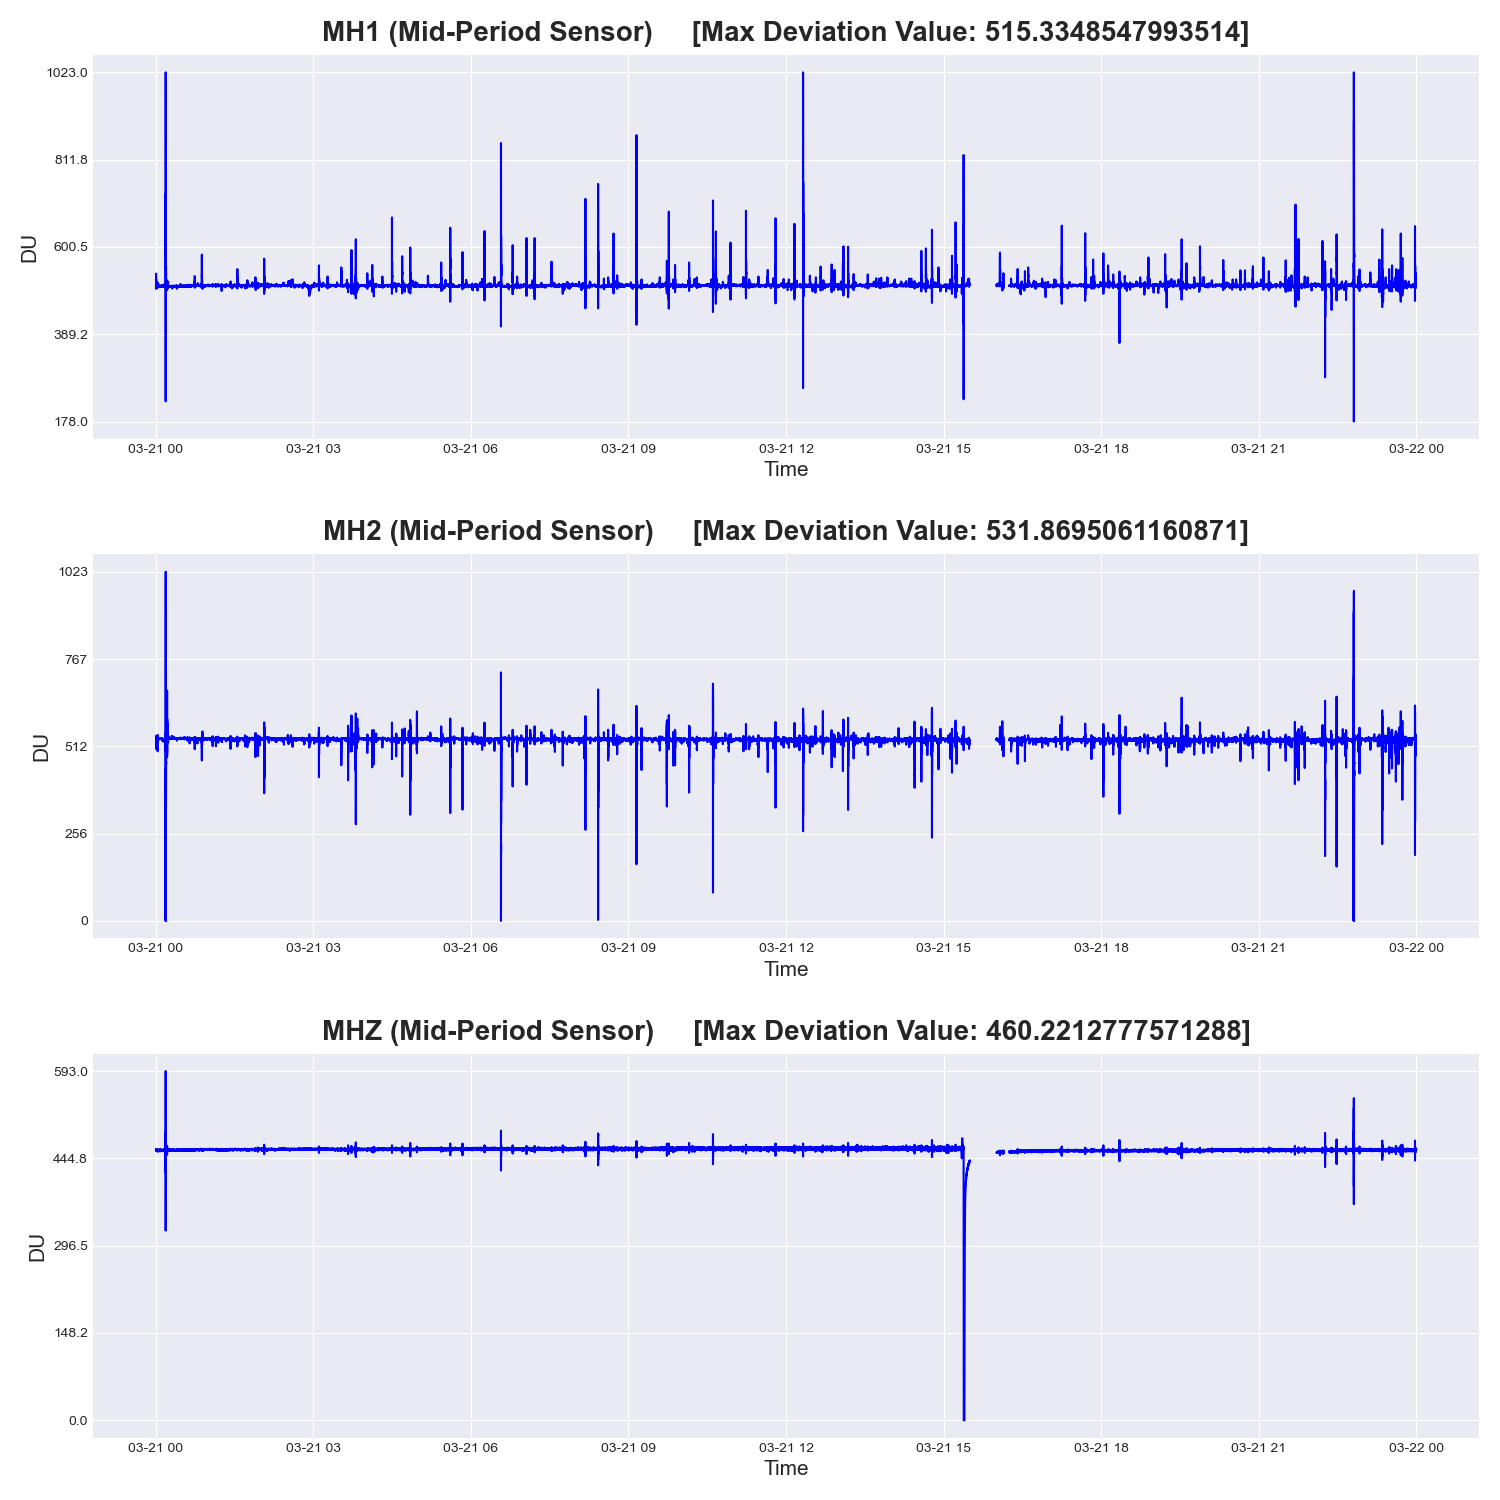 MH1 (Mid-Period Sensor) [Max Deviation Value: 515.3348547993514]
1023.0
811.8
600.5
389.2
178.0
DU
03-21 00 03-21 03 03-21 06 03-21 09 03-21 12 03-21 15 03-21 18 03-21 21 03-22 00
Time
MH2 (Mid-Period Sensor) [Max Deviation Value: 531.8695061160871]
1023
767
512
256
0
DU
03-21 00 03-21 03 03-21 06 03-21 09 03-21 12 03-21 15 03-21 18 03-21 21 03-22 00
Time
MHZ (Mid-Period Sensor) [Max Deviation Value: 460.2212777571288]
593.0
444.8
296.5
148.2
0.0
DU
03-21 00 03-21 03 03-21 06 03-21 09 03-21 12 03-21 15 03-21 18 03-21 21 03-22 00
Time